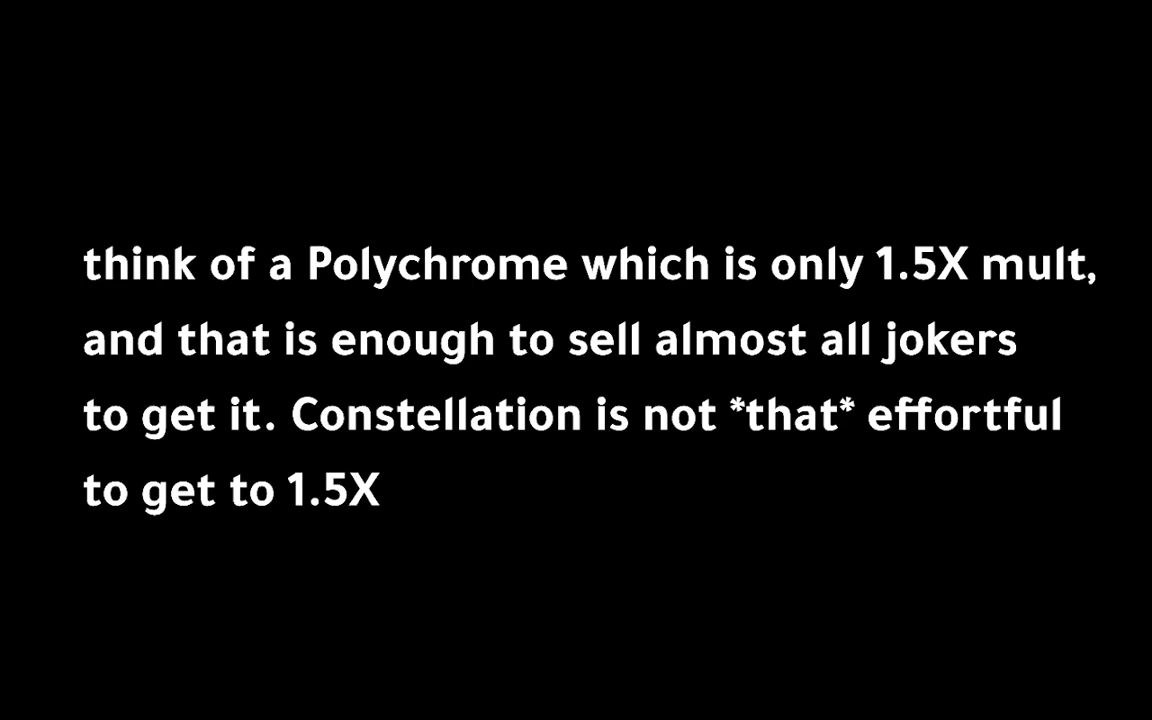 think of a Polychrome which is only 1.5X mult,
and that is enough to sell almost all jokers
to get it. Constellation is not *that* effortful
to get to 1.5X